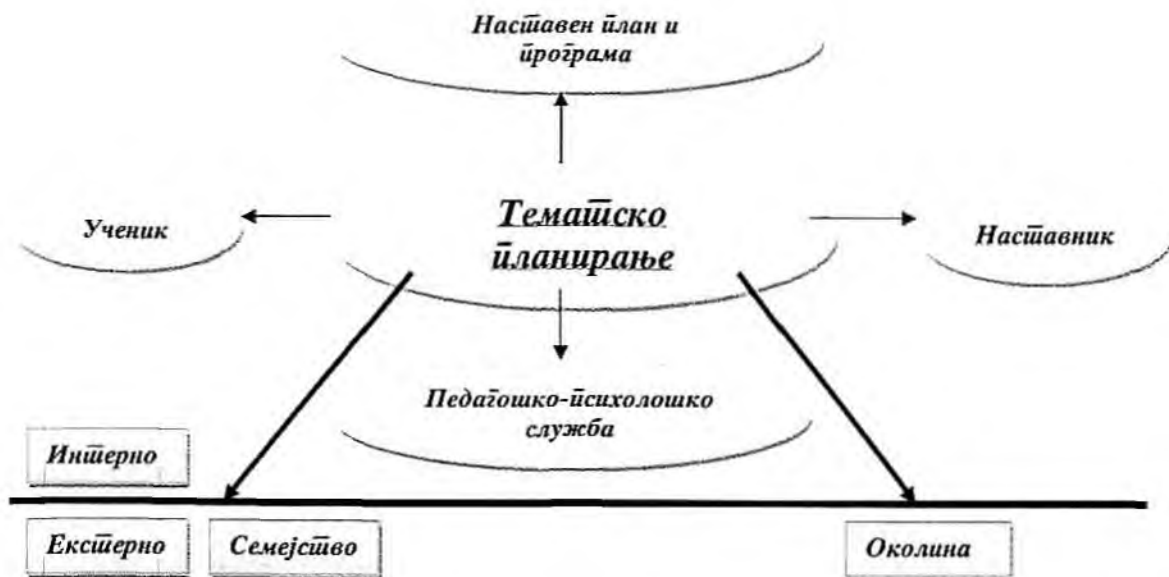 Наставен план и
програма
Ученик
Тематско
планирање
Наставник
Педагошко-психолошко
служба
Интерно
Екстерно
Семејство
Околина